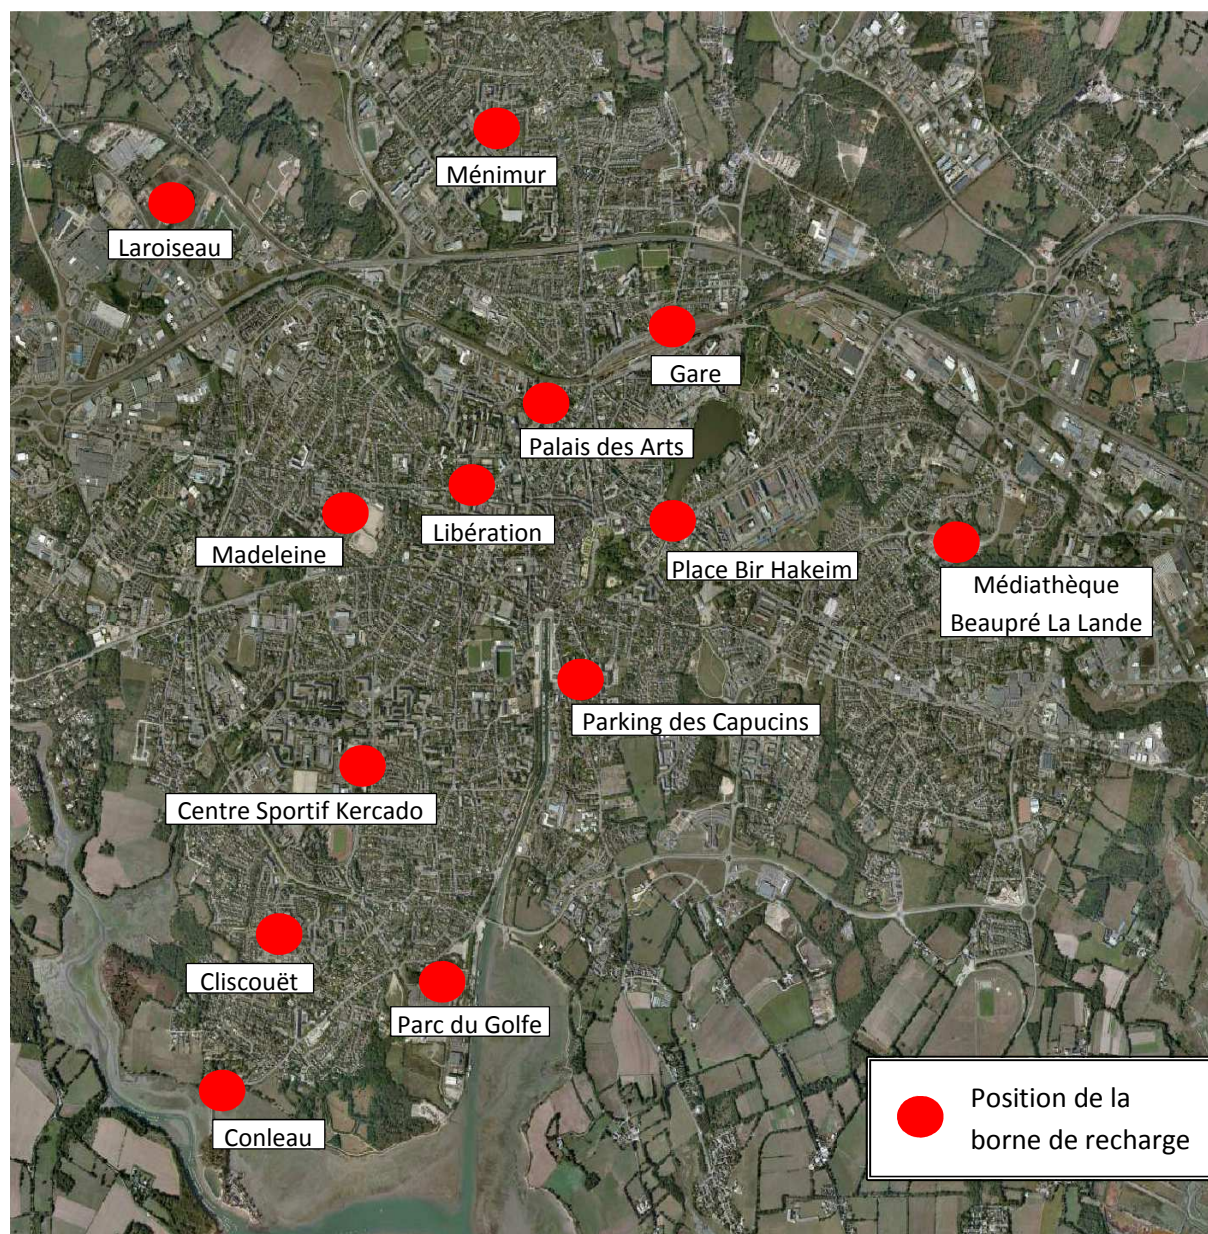 Ménimur
Laroiseau
Gare
Palais des Arts
Libération
Madeleine
Place Bir Hakeim
Médiathèque
Beaupré La Lande
Parking des Capucins
Centre Sportif Kercado
Cliscouët
Parc du Golfe
Conleau
Position de la
borne de recharge